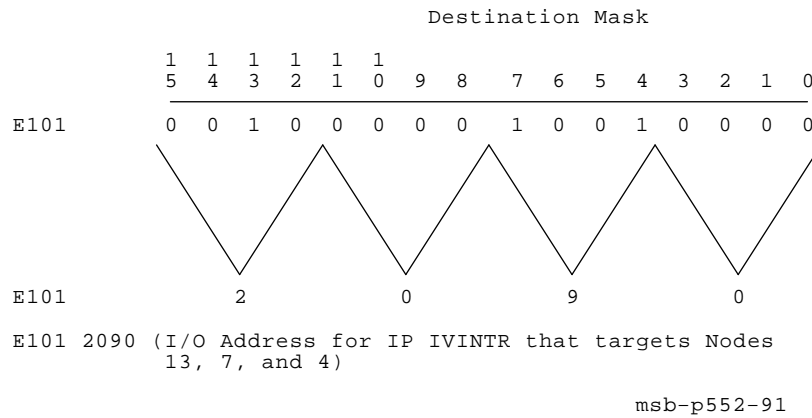 Destination Mask
1 1 1 1 1 1
5 4 3 2 1 0 9 8 7 6 5 4 3 2 1 0
E101 0 0 1 0 0 0 0 0 1 0 0 1 0 0 0 0
E101 2 0 9 0
E101 2090 (I/O Address for IP IVINTR that targets Nodes
13, 7, and 4)
msb-p552-91